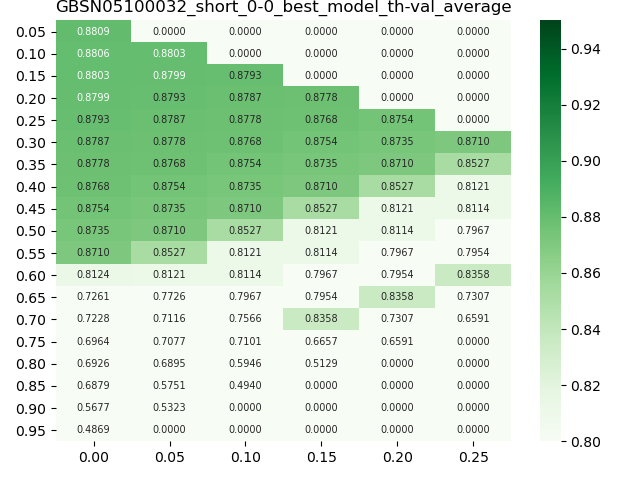 GBSN05100032_short_0-0_best_model_th-val_average
0.05 0.8809 0.0000 0.0000 0.0000 0.0000 0.0000
0.10 0.8806 0.8803 0.0000 0.0000 0.0000 0.0000
0.15 0.8803 0.8799 0.8793 0.0000 0.0000 0.0000
0.20 0.8799 0.8793 0.8787 0.8778 0.0000 0.0000
0.25 0.8793 0.8787 0.8778 0.8768 0.8754 0.0000
0.30 0.8787 0.8778 0.8768 0.8754 0.8735 0.8710
0.35 0.8778 0.8768 0.8754 0.8735 0.8710 0.8527
0.40 0.8768 0.8754 0.8735 0.8710 0.8527 0.8121
0.45 0.8754 0.8735 0.8710 0.8527 0.8121 0.8114
0.50 0.8735 0.8710 0.8527 0.8121 0.8114 0.7967
0.55 0.8710 0.8527 0.8121 0.8114 0.7967 0.7954
0.60 0.8124 0.8121 0.8114 0.7967 0.7954 0.8358
0.65 0.7261 0.7726 0.7967 0.7954 0.8358 0.7307
0.70 0.7228 0.7116 0.7566 0.8358 0.7307 0.6591
0.75 0.6964 0.7077 0.7101 0.6657 0.6591 0.0000
0.80 0.6926 0.6895 0.5946 0.5129 0.0000 0.0000
0.85 0.6879 0.5751 0.4940 0.0000 0.0000 0.0000
0.90 0.5677 0.5323 0.0000 0.0000 0.0000 0.0000
0.95 0.4869 0.0000 0.0000 0.0000 0.0000 0.0000
0.00 0.05 0.10 0.15 0.20 0.25
0.94
0.92
0.90
0.88
0.86
0.84
0.82
0.80